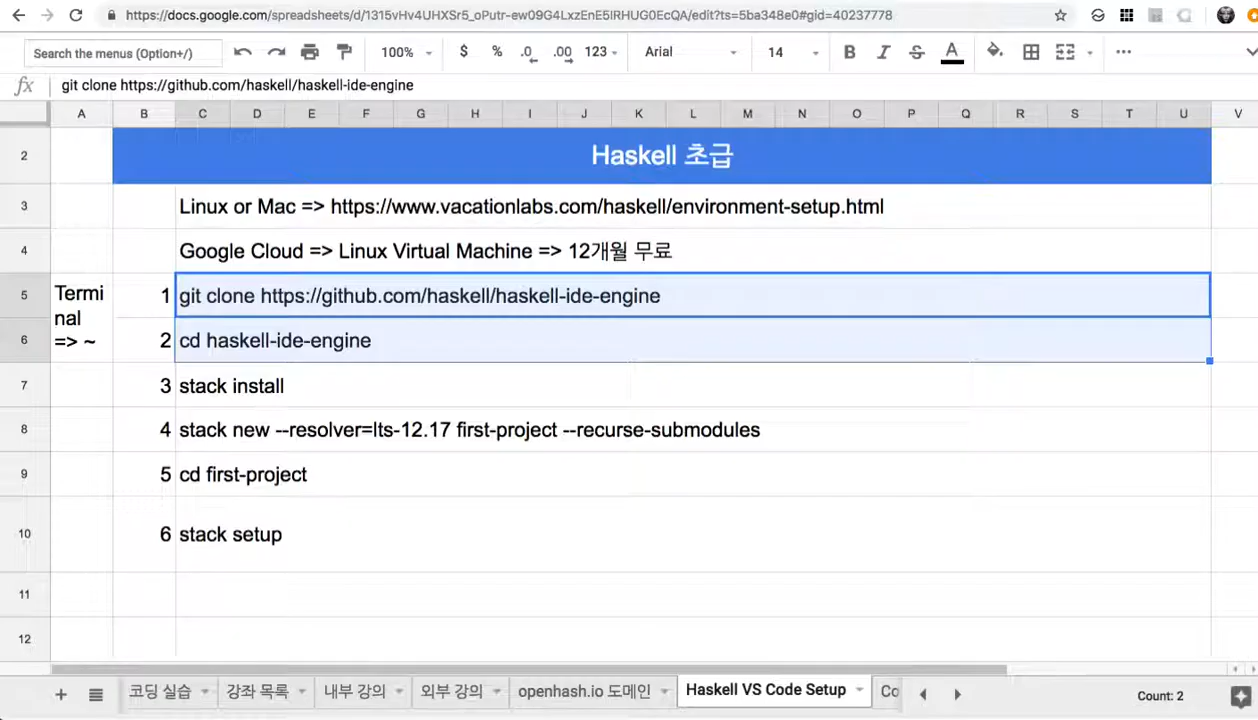 https://docs.google.com/spreadsheets/d/1315vHv4UHXSr5_oPutr-ew09G4LxzEnE5IRHUG0EcQA/edit?ts=5ba348e0#gid=40237778
Search the menus (Option+/)
100%
$ % .0 .00 123
Arial
14
B I S A
fx git clone https://github.com/haskell/haskell-ide-engine
A B C D E F G H I J K L M N O P Q R S T U V
2 Haskell 초급
3 Linux or Mac => https://www.vacationlabs.com/haskell/environment-setup.html
4 Google Cloud => Linux Virtual Machine => 12개월 무료
Termi
nal
=> ~
5 1 git clone https://github.com/haskell/haskell-ide-engine
6 2 cd haskell-ide-engine
7 3 stack install
8 4 stack new --resolver=lts-12.17 first-project --recurse-submodules
9 5 cd first-project
10 6 stack setup
11
12
코딩 실습 강좌 목록 내부 강의 외부 강의 openhash.io 도메인 Haskell VS Code Setup Co
Count: 2